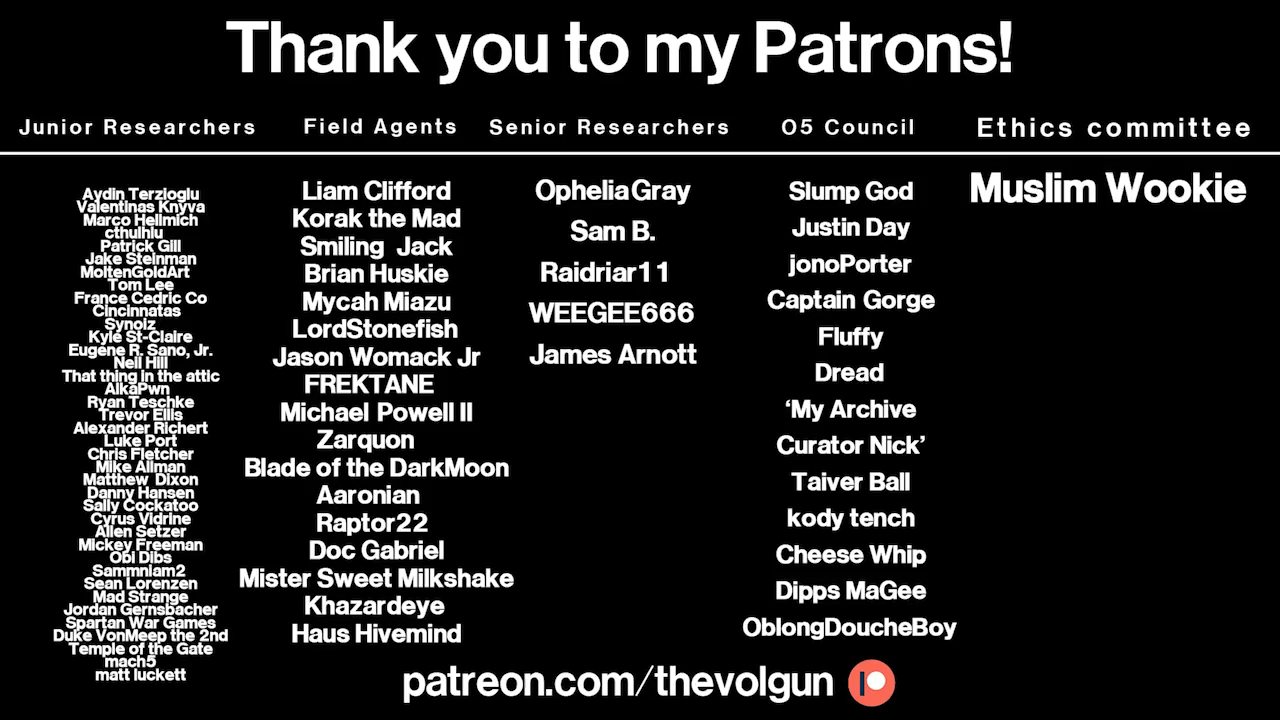 Thank you to my Patrons!
Junior Researchers
Aydin Terzioglu
Valentinas Knyva
Marco Hellmich
cthulhlu
Patrick Gill
Jake Steinman
MoltenGoldArt
Tom Lee
France Cedric Co
Cincinnatas
Synoiz
Kyle St-Claire
Eugene R. Sano, Jr.
Neil Hill
That thing in the attic
AlkaPwn
Ryan Teschke
Trevor Ellis
Alexander Richert
Luke Port
Chris Fletcher
Mike Allman
Matthew Dixon
Danny Hansen
Sally Cockatoo
Cyrus Vidrine
Allen Setzer
Mickey Freeman
Obi Dibs
Sammniam2
Sean Lorenzen
Mad Strange
Jordan Gernsbacher
Spartan War Games
Duke VonMeep the 2nd
Temple of the Gate
mach5
matt luckett
Field Agents
Liam Clifford
Korak the Mad
Smiling Jack
Brian Huskie
Mycah Miazu
LordStonefish
Jason Womack Jr
FREKTANE
Michael Powell II
Zarquon
Blade of the DarkMoon
Aaronian
Raptor22
Doc Gabriel
Mister Sweet Milkshake
Khazardeye
Haus Hivemind
Senior Researchers
OpheliaGray
Sam B.
Raidriar11
WEEGEE666
James Arnott
O5 Council
Slump God
Justin Day
jonoPorter
Captain Gorge
Fluffy
Dread
‘My Archive
Curator Nick’
Taiver Ball
kody tench
Cheese Whip
Dipps MaGee
OblongDoucheBoy
Ethics committee
Muslim Wookie
patreon.com/thevolgun